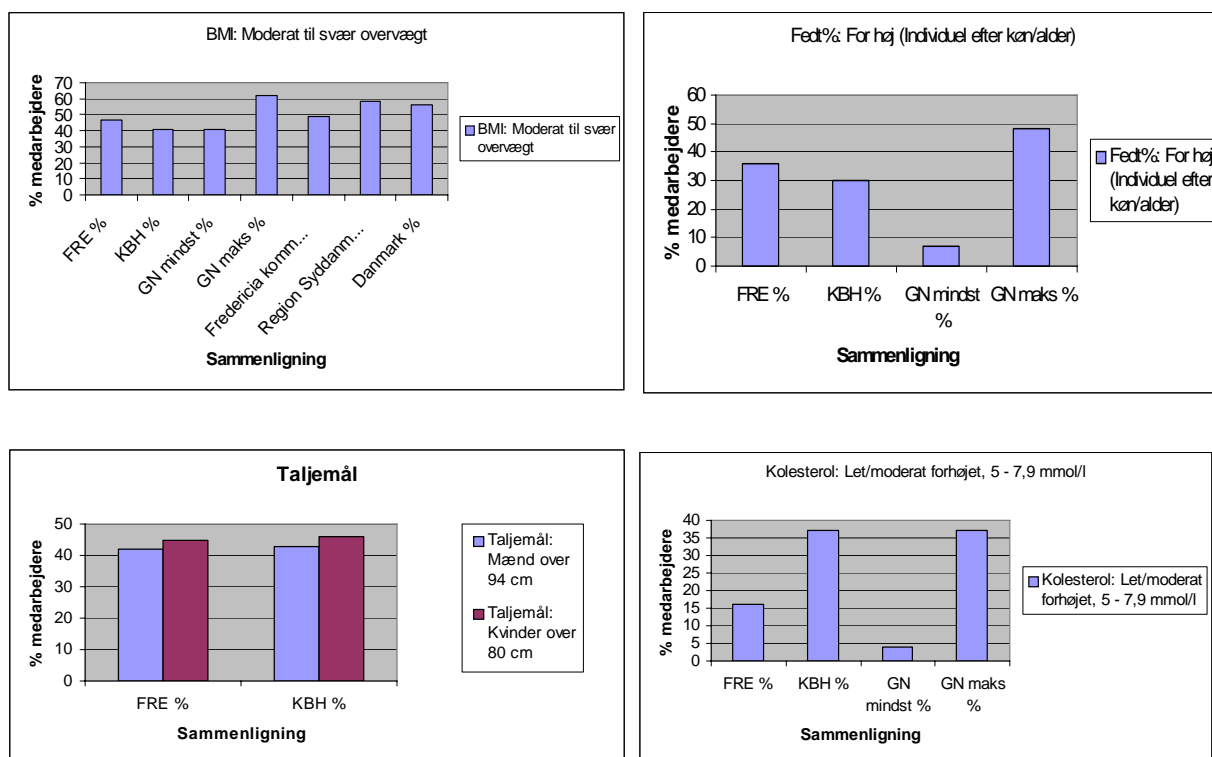 BMI: Moderat til svær overvægt
% medarbejdere
70
60
50
40
30
20
10
0
FRE %
KBH %
GN mindst %
GN maks %
Fredericia komm...
Region Syddanm...
Danmark %
Sammenligning
BMI: Moderat til svær
overvægt
Fedt%: For høj (Individuel efter køn/alder)
% medarbejdere
60
50
40
30
20
10
0
FRE %
KBH %
GN mindst
%
GN maks %
Sammenligning
Fedt%: For høj
(Individuel efter
køn/alder)
Taljemål
% medarbejdere
50
40
30
20
10
0
FRE %
KBH %
Sammenligning
Taljemål:
Mænd over
94 cm
Taljemål:
Kvinder over
80 cm
Kolesterol: Let/moderat forhøjet, 5 - 7,9 mmol/l
% medarbejdere
40
35
30
25
20
15
10
5
0
FRE %
KBH %
GN
mindst %
GN maks
%
Sammenligning
Kolesterol: Let/moderat
forhøjet, 5 - 7,9 mmol/l